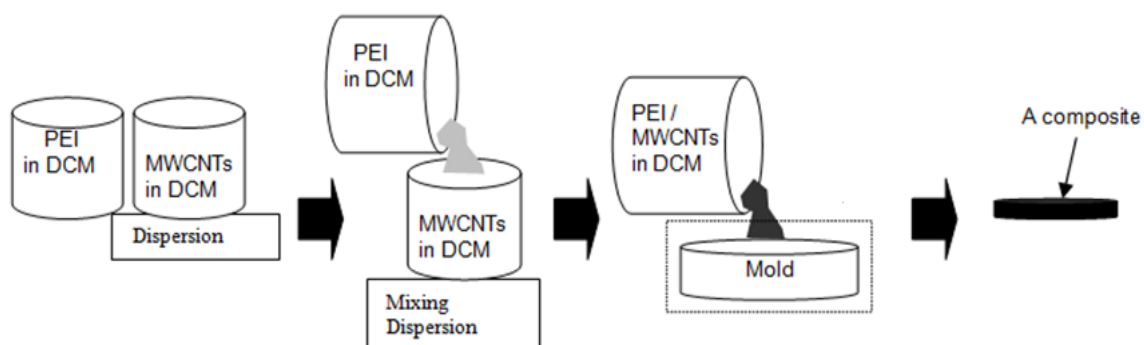 PEI
in DCM
MWCNTs
in DCM
Dispersion
PEI
in DCM
MWCNTs
in DCM
Mixing
Dispersion
PEI /
MWCNTs
in DCM
Mold
A composite